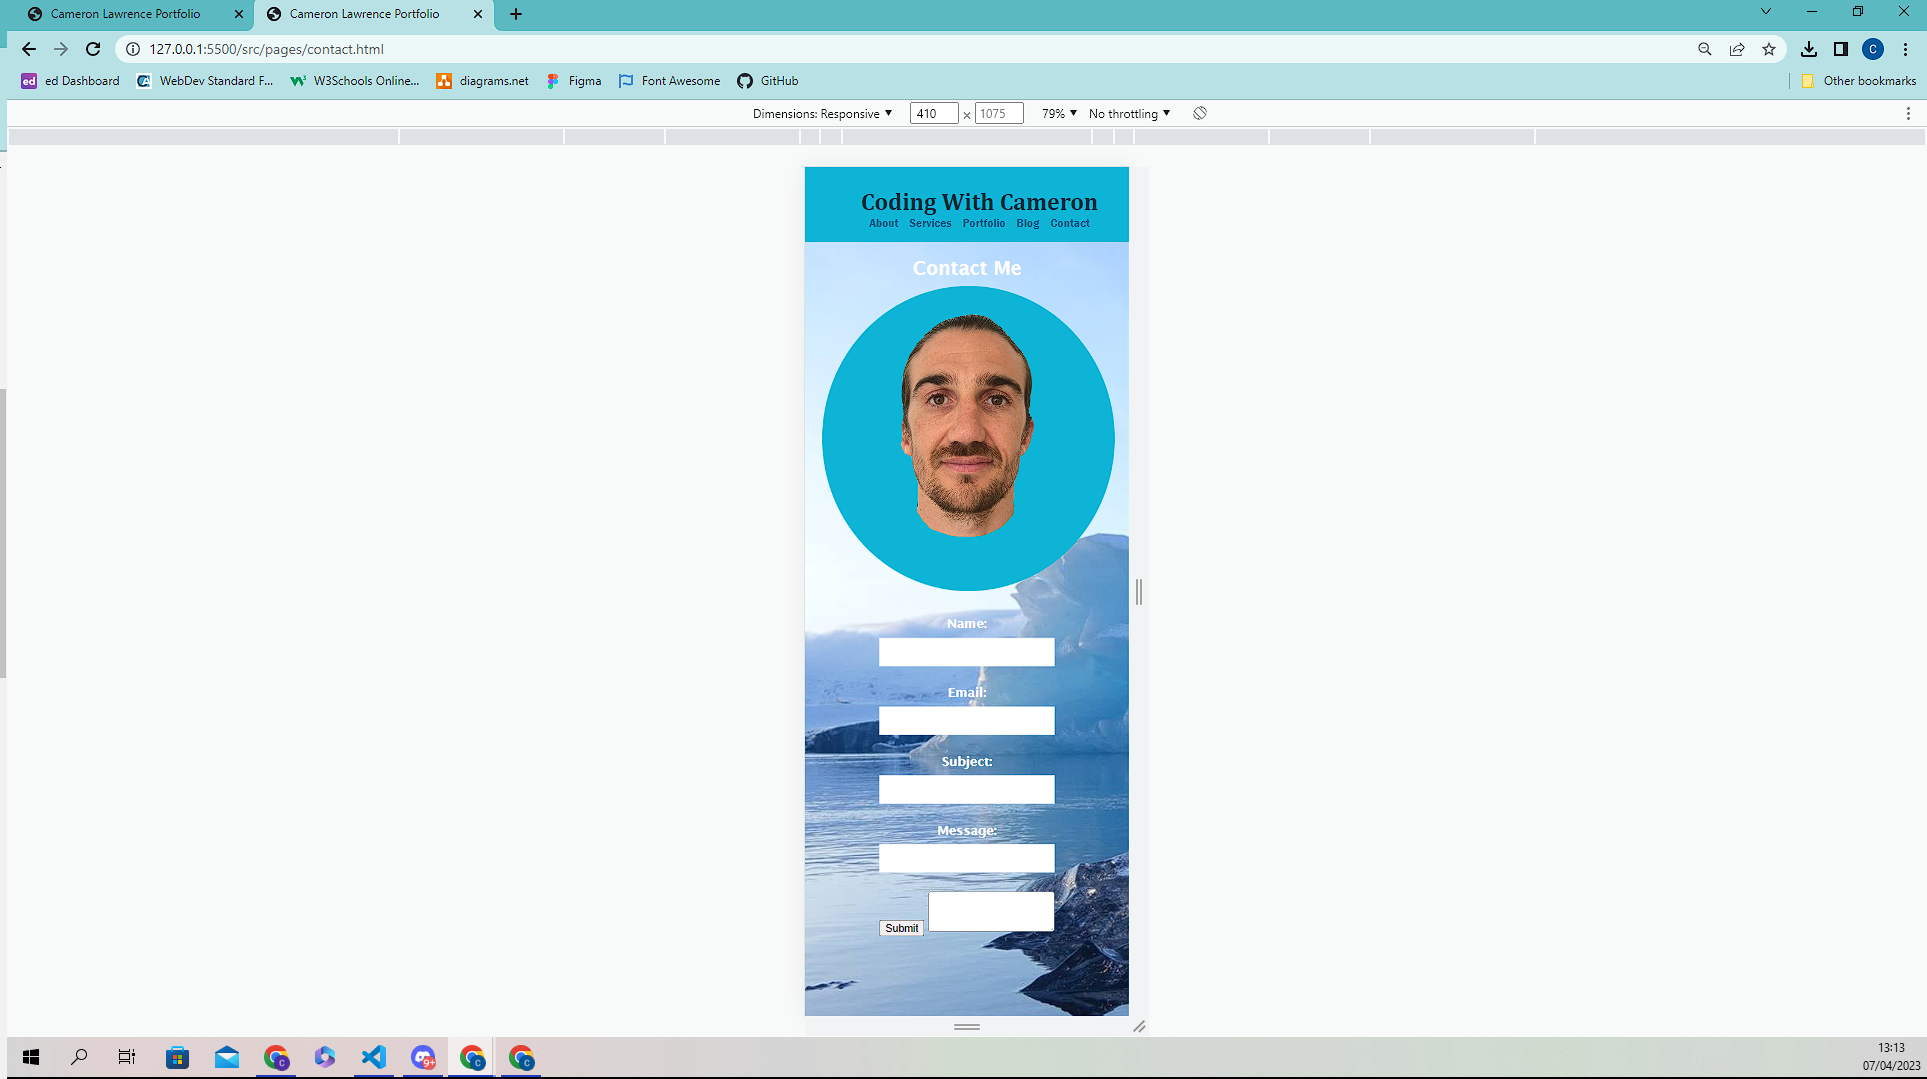 Cameron Lawrence Portfolio
Cameron Lawrence Portfolio
127.0.0.1:5500/src/pages/contact.html
C
ed
ed Dashboard
WebDev Standard F...
W3Schools Online...
diagrams.net
Figma
Font Awesome
GitHub
Other bookmarks
Dimensions: Responsive
410 × 1075
79%
No throttling
Coding With Cameron
About Services Portfolio Blog Contact
Contact Me
Name:
Email:
Subject:
Message:
Submit
9+
13:13
07/04/2023